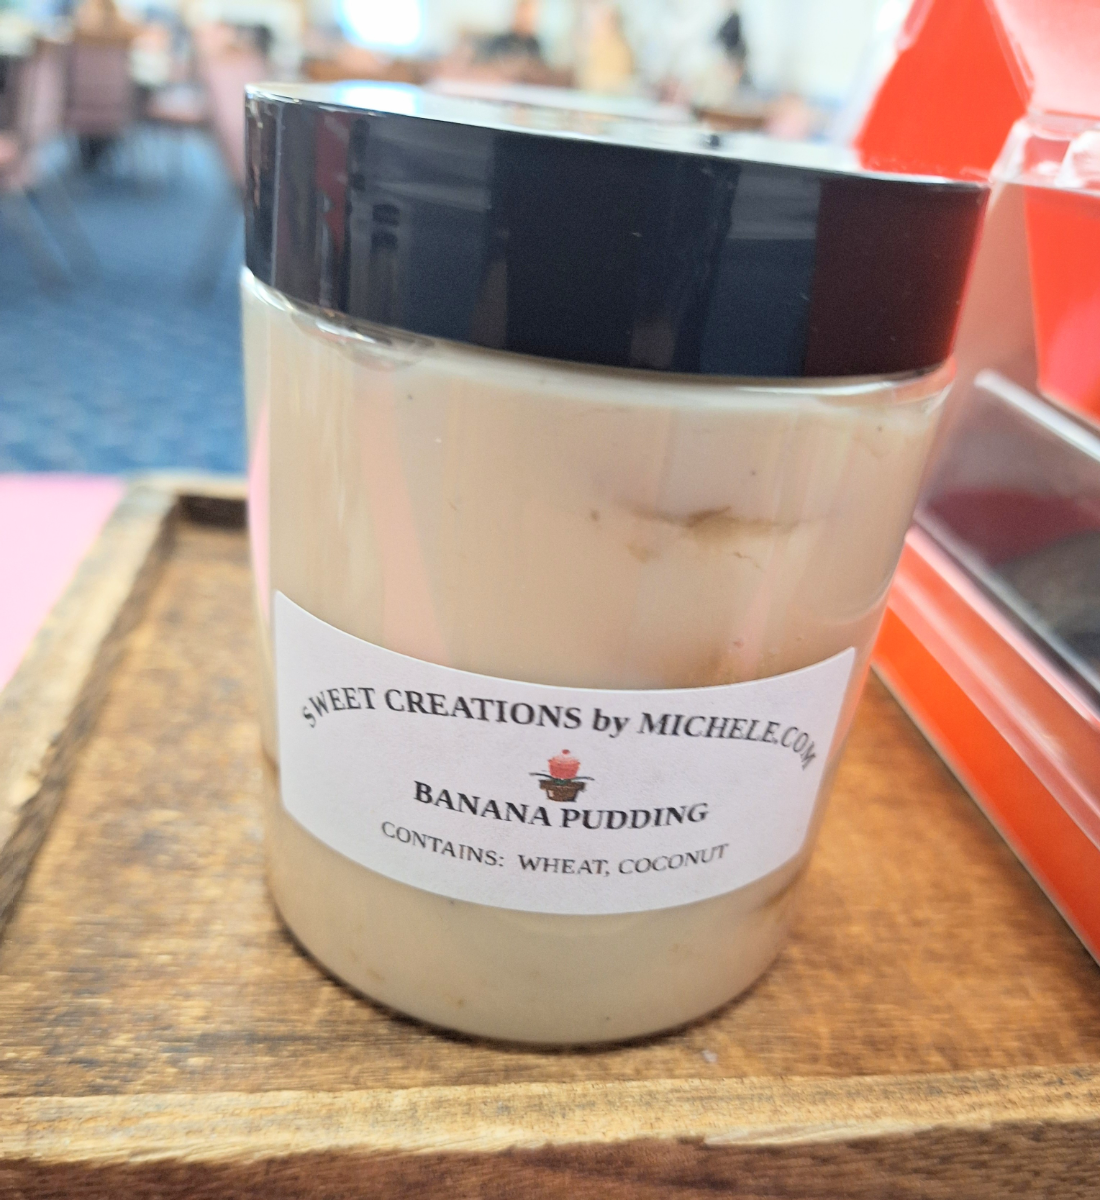 SWEET CREATIONS by MICHELE.COM
BANANA PUDDING
CONTAINS: WHEAT, COCONUT